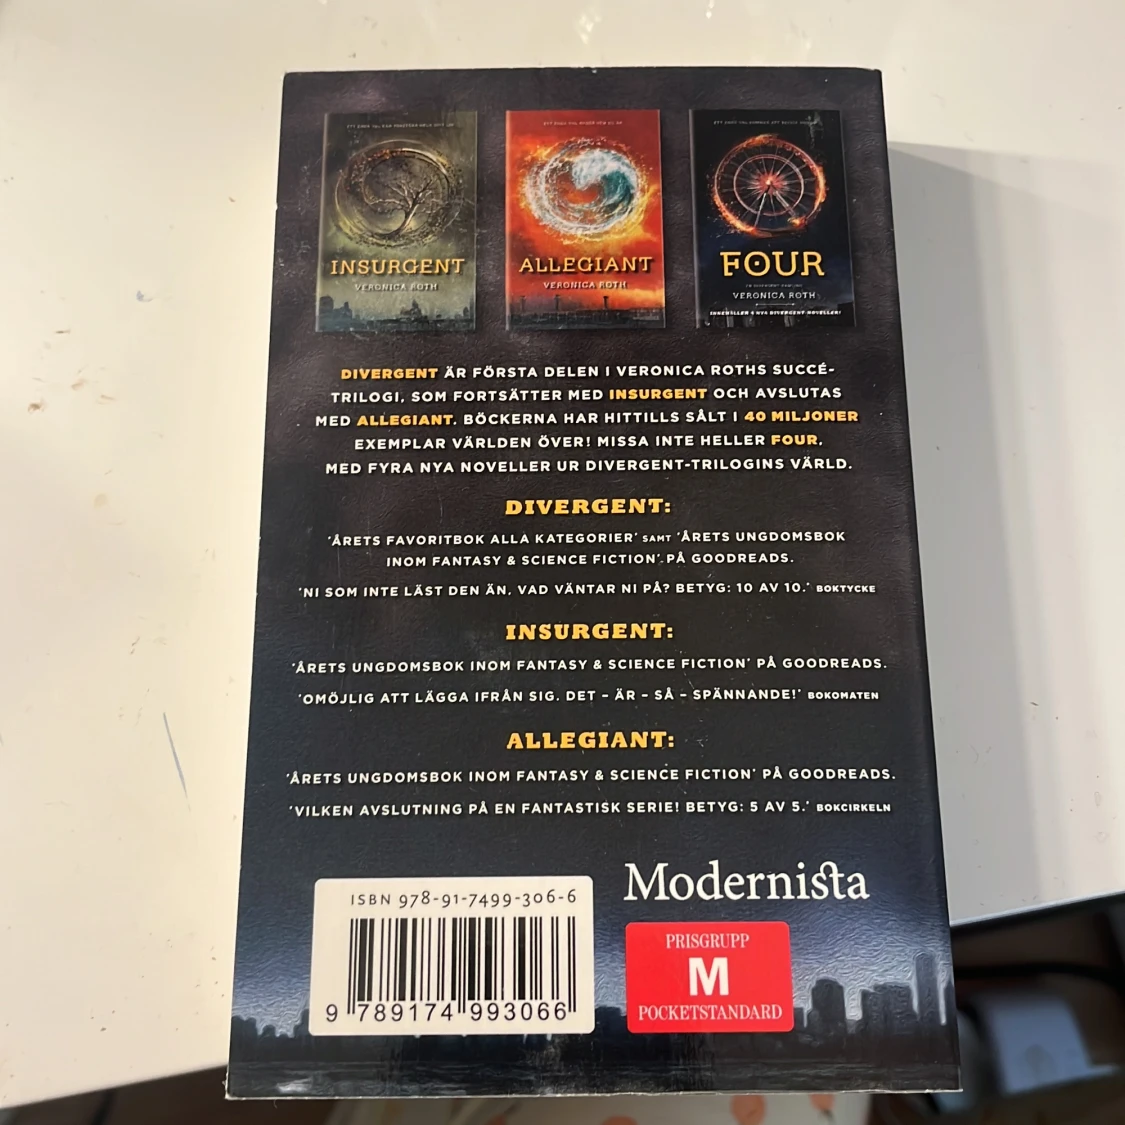 INSURGENT
VERONICA ROTH
ALLEGIANT
VERONICA ROTH
FOUR
VERONICA ROTH
INNEHÅLLER 4 NYA DIVERGENT-NOVELLER!
DIVERGENT ÄR FÖRSTA DELEN I VERONICA ROTHS SUCCÉ-
TRILOGI, SOM FORTSÄTTER MED INSURGENT OCH AVSLUTAS
MED ALLEGIANT. BÖCKERNA HAR HITTILLS SÅLT I 40 MILJONER
EXEMPLAR VÄRLDEN ÖVER! MISSA INTE HELLER FOUR,
MED FYRA NYA NOVELLER UR DIVERGENT-TRILOGINS VÄRLD.
DIVERGENT:
'ÅRETS FAVORITBOK ALLA KATEGORIER' SAMT 'ÅRETS UNGDOMSBOK
INOM FANTASY & SCIENCE FICTION', PÅ GOODREADS.
'NI SOM INTE LÄST DEN ÄN, VAD VÄNTAR NI PÅ? BETYG: 10 AV 10.' BOKTYCKE
INSURGENT:
'ÅRETS UNGDOMSBOK INOM FANTASY & SCIENCE FICTION' PÅ GOODREADS.
'OMÖJLIG ATT LÄGGA IFRÅN SIG. DET – ÄR – SÅ – SPÄNNANDE!' BOKOMATEN
ALLEGIANT:
'ÅRETS UNGDOMSBOK INOM FANTASY & SCIENCE FICTION' PÅ GOODREADS.
'VILKEN AVSLUTNING PÅ EN FANTASTISK SERIE! BETYG: 5 AV 5.' BOKCIRKELN
Modernista
ISBN 978-91-7499-306-6
9 789174 993066
PRISGRUPP
M
POCKETSTANDARD